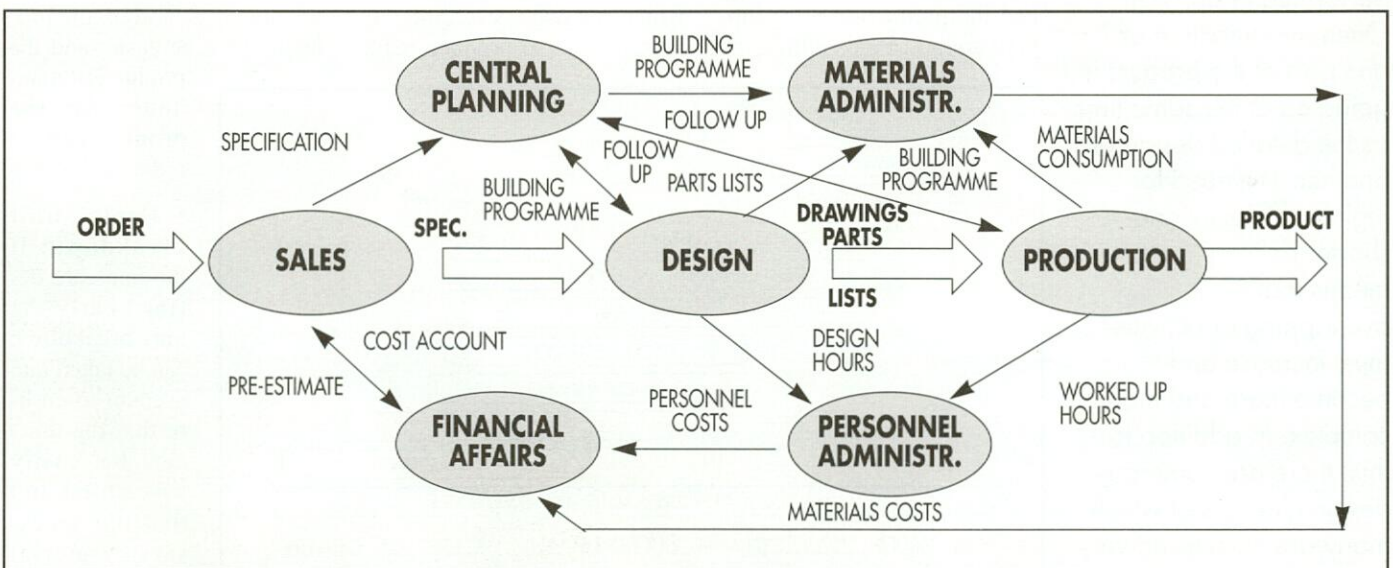 BUILDING
PROGRAMME
CENTRAL
PLANNING
MATERIALS
ADMINISTR.
FOLLOW UP
SPECIFICATION
FOLLOW
UP
MATERIALS
CONSUMPTION
BUILDING
PROGRAMME
PARTS LISTS
BUILDING
PROGRAMME
ORDER
SPEC.
DRAWINGS
PARTS
PRODUCT
SALES
DESIGN
PRODUCTION
LISTS
COST ACCOUNT
DESIGN
HOURS
PRE-ESTIMATE
PERSONNEL
COSTS
WORKED UP
HOURS
FINANCIAL
AFFAIRS
PERSONNEL
ADMINISTR.
MATERIALS COSTS